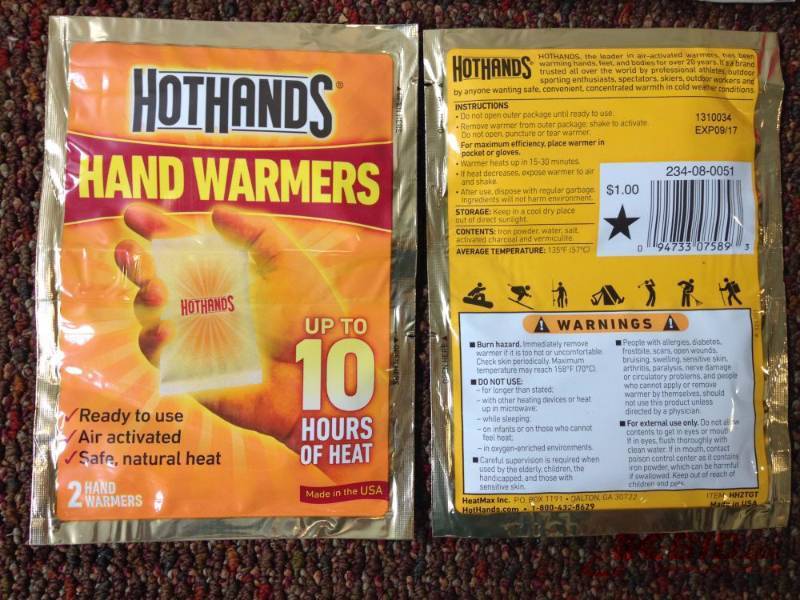 HOTHANDS®
HAND WARMERS
HOTHANDS
UP TO
10
HOURS
OF HEAT
✓Ready to use
✓Air activated
✓Safe, natural heat
2 HAND
WARMERS
Made in the USA
HOTHANDS®
HOTHANDS, the leader in air-activated warmers, has been
warming hands, feet, and bodies for over 20 years. It's a brand
trusted all over the world by professional athletes, outdoor
sporting enthusiasts, spectators, skiers, outdoor workers and
by anyone wanting safe, convenient, concentrated warmth in cold weather conditions.
INSTRUCTIONS
• Do not open outer package until ready to use.
• Remove warmer from outer package, shake to activate.
Do not open, puncture or tear warmer.
For maximum efficiency, place warmer in
pocket or gloves.
• Warmer heats up in 15-30 minutes.
• If heat decreases, expose warmer to air
and shake.
• After use, dispose with regular garbage.
Ingredients will not harm environment.
STORAGE: Keep in a cool dry place
out of direct sunlight.
CONTENTS: Iron powder, water, salt,
activated charcoal and vermiculite.
AVERAGE TEMPERATURE: 135°F (57°C)
1310034
EXP09/17
234-08-0051
$1.00
0 94733 07589 3
WARNINGS
■ Burn hazard. Immediately remove
warmer if it is too hot or uncomfortable.
Check skin periodically. Maximum
temperature may reach 158°F (70°C).
■ DO NOT USE:
– for longer than stated;
– with other heating devices or heat
up in microwave;
– while sleeping;
– on infants or on those who cannot
feel heat;
– in oxygen-enriched environments.
■ Careful supervision is required when
used by the elderly, children, the
handicapped, and those with
sensitive skin.
■ People with allergies, diabetes,
frostbite, scars, open wounds,
bruising, swelling, sensitive skin,
arthritis, paralysis, nerve damage
or circulatory problems, and people
who cannot apply or remove
warmer by themselves, should
not use this product unless
directed by a physician.
■ For external use only. Do not allow
contents to get in eyes or mouth.
If in eyes, flush thoroughly with
clean water. If in mouth, contact
poison control center as it contains
iron powder, which can be harmful
if swallowed. Keep out of reach of
children and pets.
HeatMax Inc. P.O. BOX 1191 • DALTON, GA 30722
HotHands.com • 1-800-432-8629
ITEM: HH2TGT
Made in USA